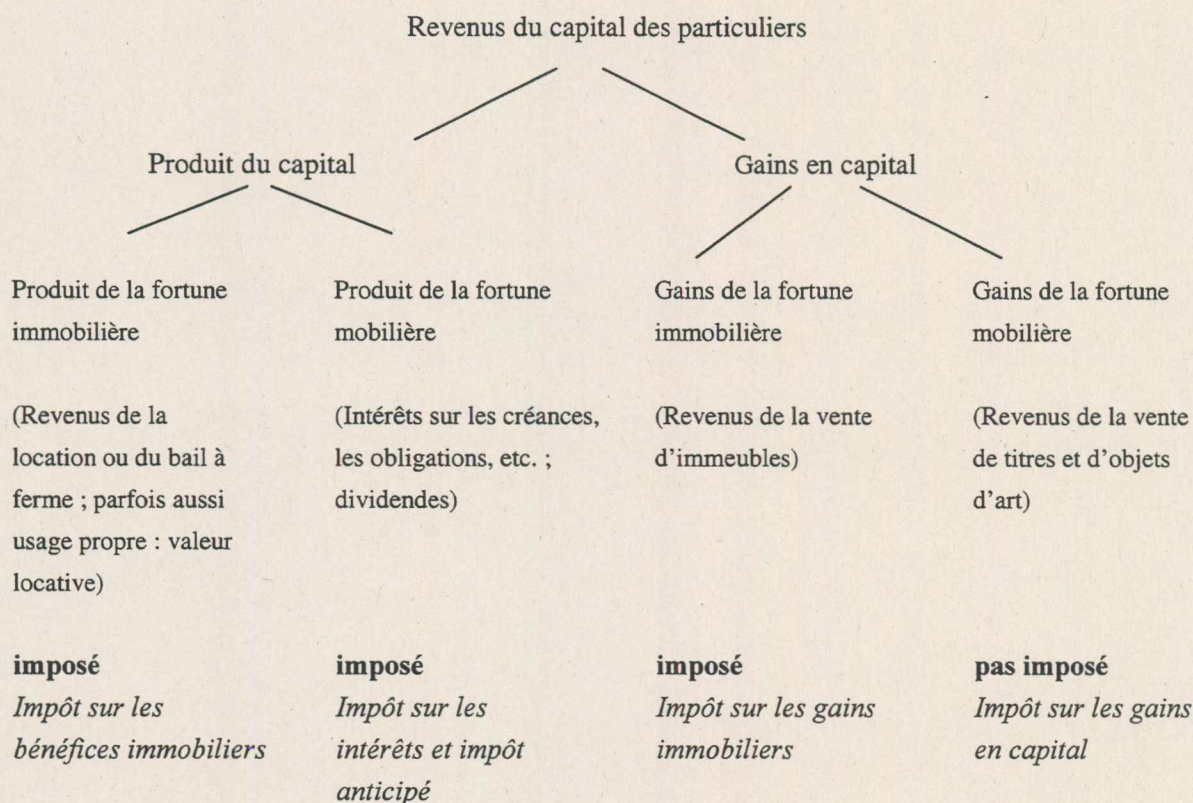 Revenus du capital des particuliers
Produit du capital
Gains en capital
Produit de la fortune
immobilière
(Revenus de la
location ou du bail à
ferme ; parfois aussi
usage propre : valeur
locative)
imposé
Impôt sur les
bénéfices immobiliers
Produit de la fortune
mobilière
(Intérêts sur les créances,
les obligations, etc. ;
dividendes)
imposé
Impôt sur les
intérêts et impôt
anticipé
Gains de la fortune
immobilière
(Revenus de la vente
d'immeubles)
imposé
Impôt sur les gains
immobiliers
Gains de la fortune
mobilière
(Revenus de la vente
de titres et d'objets
d'art)
pas imposé
Impôt sur les gains
en capital